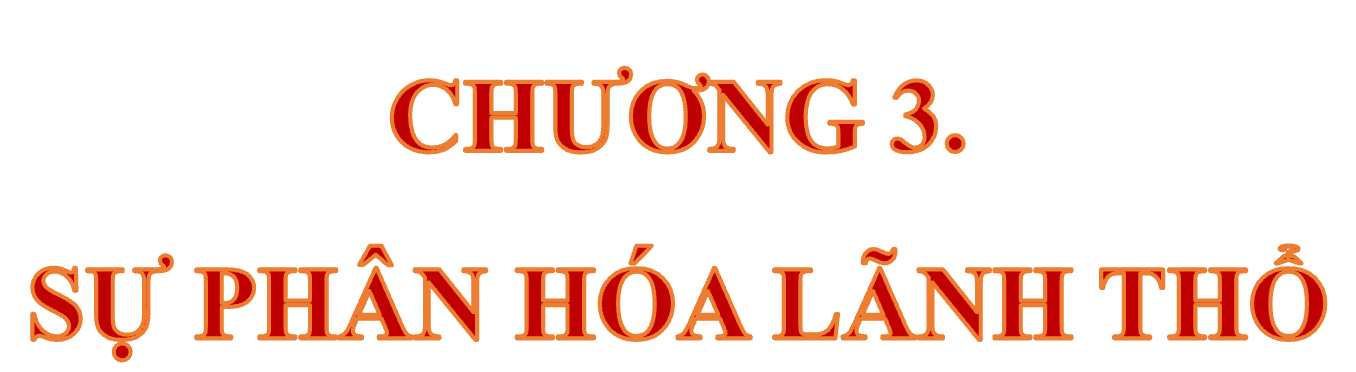 CHƯƠNG 3.
SỰ PHÂN HÓA LÃNH THỔ